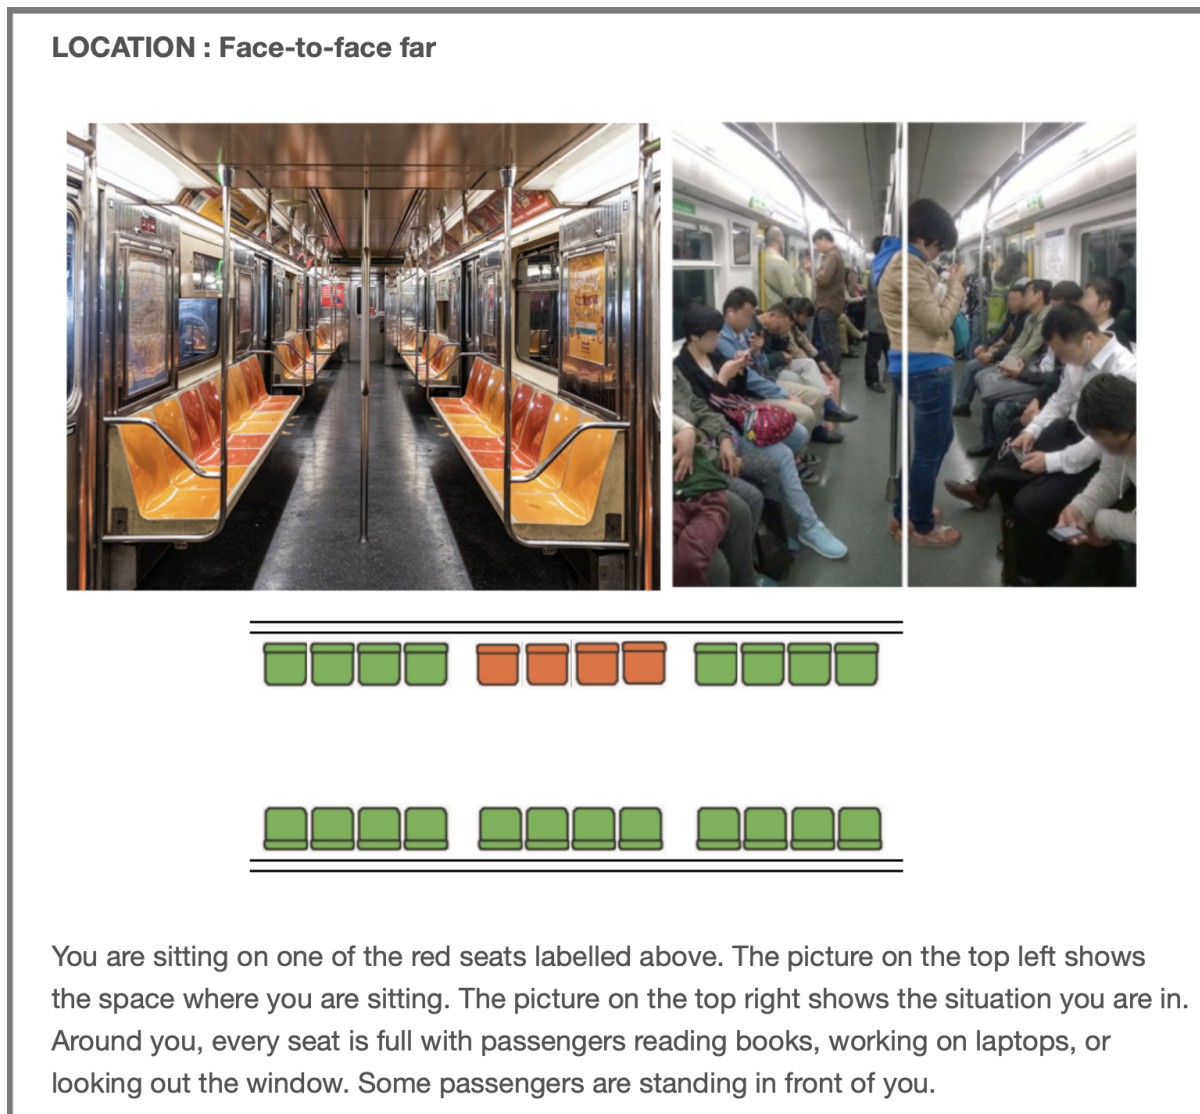 LOCATION : Face-to-face far
You are sitting on one of the red seats labelled above. The picture on the top left shows
the space where you are sitting. The picture on the top right shows the situation you are in.
Around you, every seat is full with passengers reading books, working on laptops, or
looking out the window. Some passengers are standing in front of you.